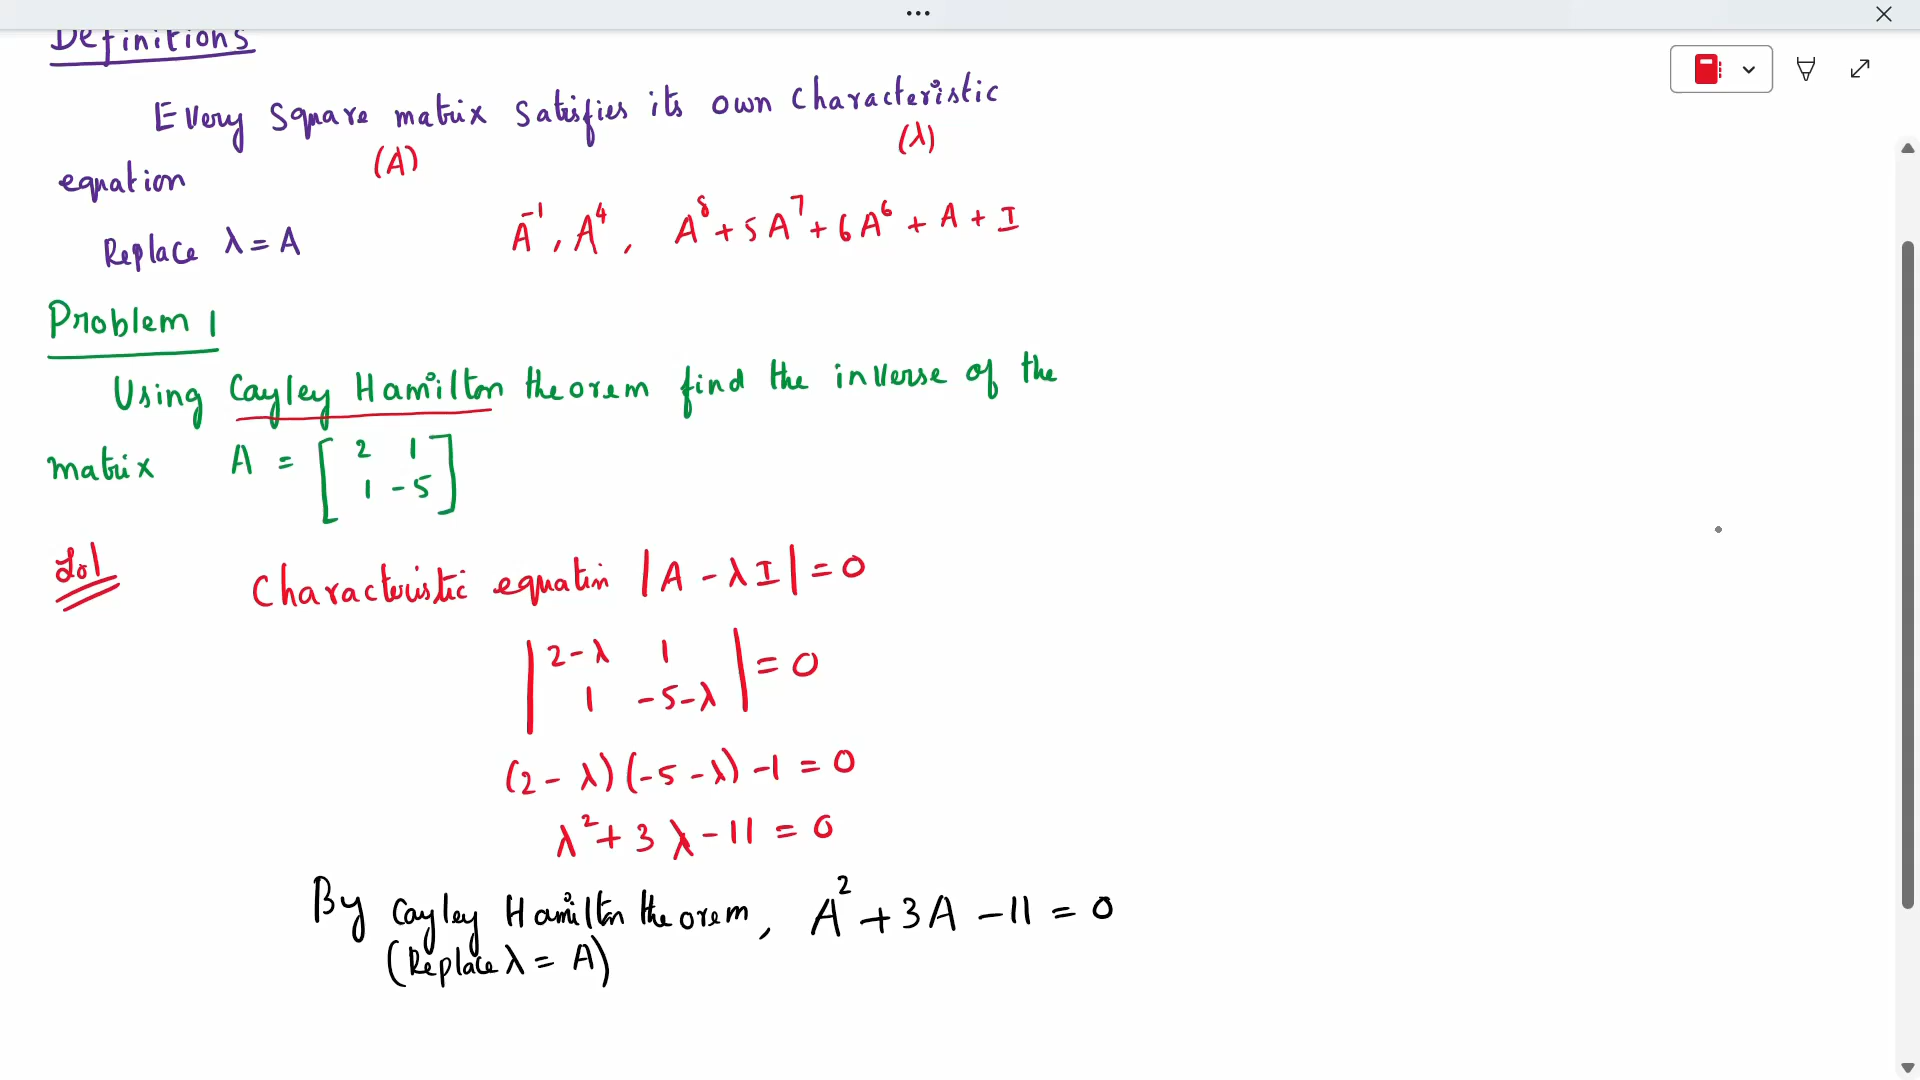 Definitions
Every square matrix satisfies its own characteristic
(A) (λ)
equation
Replace λ = A A⁻¹, A⁴, A⁸ + 5A⁷ + 6A⁶ + A + I
Problem 1
Using Cayley Hamilton theorem find the inverse of the
matrix A = [2 1
1 -5]
Sol
Characteristic equatin |A - λI| = 0
|2-λ 1
1 -5-λ| = 0
(2 - λ)(-5 - λ) - 1 = 0
λ² + 3λ - 11 = 0
By Cayley Hamilton theorem, A² + 3A - 11 = 0
(Replace λ = A)